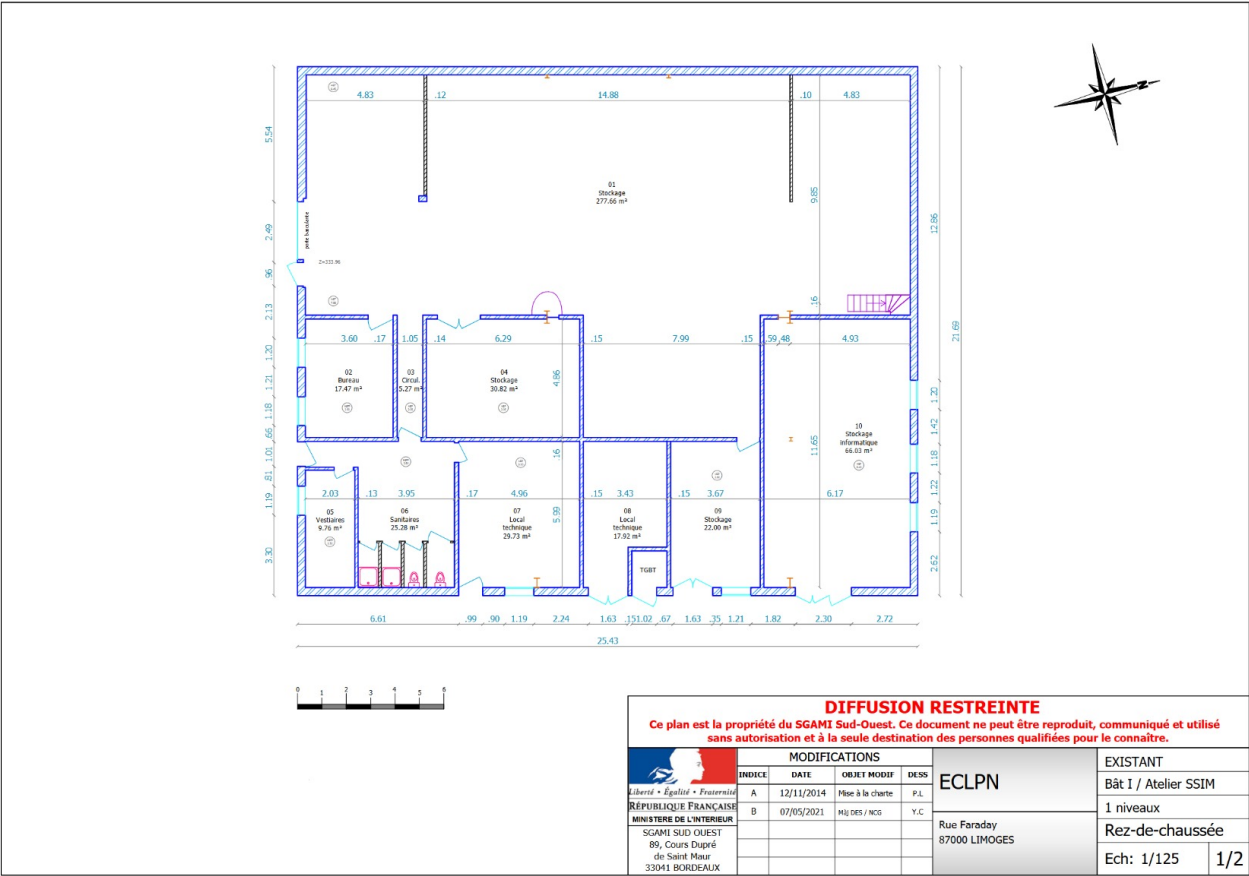 4.83
.12
14.88
.10
4.83
N
5.54
2.49
.96
2.13
1.20
1.21
1.18
.66
1.01
.81
1.19
3.30
porte basculante
Z=333.96
01
Stockage
277.66 m²
9.85
.16
11.65
12.86
21.69
3.60
.17
1.05
.14
6.29
.15
7.99
.15
.59
.48
4.93
02
Bureau
17.47 m²
03
Circul.
5.27 m²
04
Stockage
30.82 m²
4.86
.16
5.99
10
Stockage
informatique
66.03 m²
1.20
1.42
1.18
1.22
1.19
2.62
2.03
.13
3.95
.17
4.96
.15
3.43
.15
3.67
6.17
05
Vestiaires
9.76 m²
06
Sanitaires
25.28 m²
07
Local
technique
29.73 m²
08
Local
technique
17.92 m²
09
Stockage
22.00 m²
TGBT
6.61
.99
.90
1.19
2.24
1.63
.15
1.02
.67
1.63
.35
1.21
1.82
2.30
2.72
25.43
0 1 2 3 4 5 6
DIFFUSION RESTREINTE
Ce plan est la propriété du SGAMI Sud-Ouest. Ce document ne peut être reproduit, communiqué et utilisé
sans autorisation et à la seule destination des personnes qualifiées pour le connaître.
Liberté • Égalité • Fraternité
RÉPUBLIQUE FRANÇAISE
MINISTERE DE L'INTERIEUR
SGAMI SUD OUEST
89, Cours Dupré
de Saint Maur
33041 BORDEAUX
MODIFICATIONS
INDICE DATE OBJET MODIF DESS
A 12/11/2014 Mise à la charte P.L
B 07/05/2021 MàJ DES / NCG Y.C
ECLPN
Rue Faraday
87000 LIMOGES
EXISTANT
Bât I / Atelier SSIM
1 niveaux
Rez-de-chaussée
Ech: 1/125 1/2